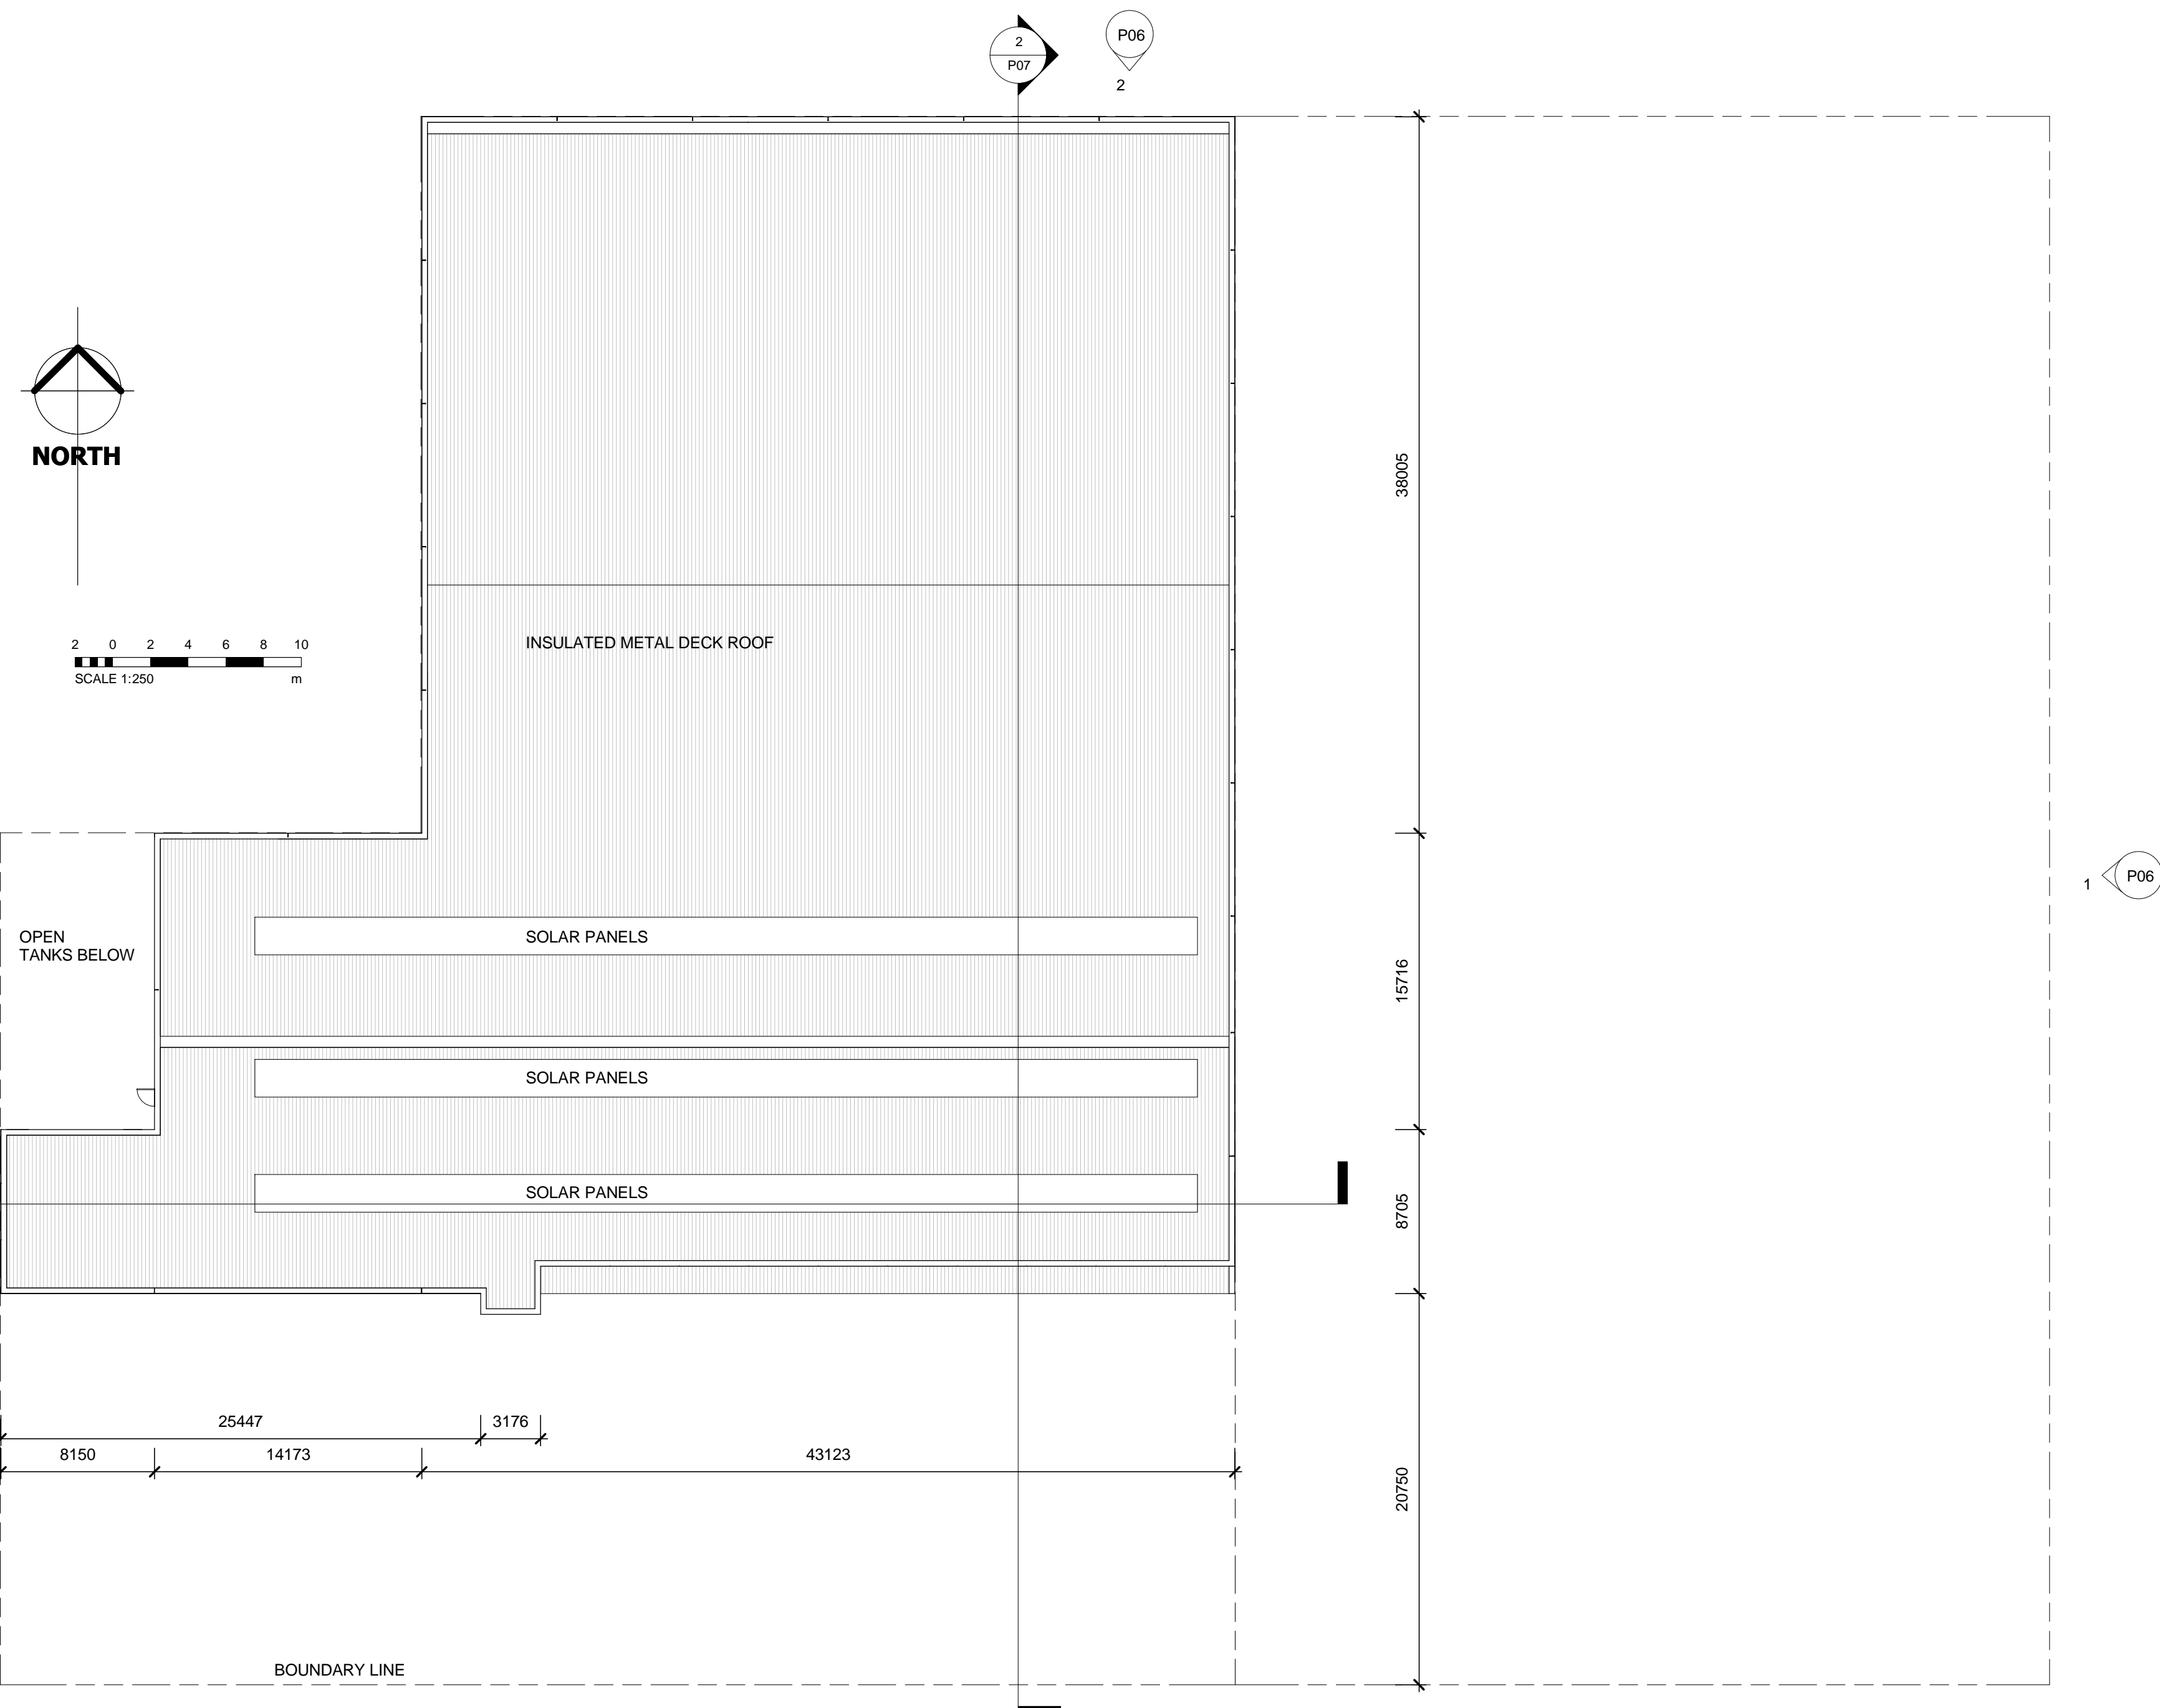 2
P07
P06
2
NORTH
38005
2 0 2 4 6 8 10
SCALE 1:250 m
INSULATED METAL DECK ROOF
OPEN
TANKS BELOW
SOLAR PANELS
15716
1
P06
SOLAR PANELS
SOLAR PANELS
8705
25447 3176
8150 14173 43123
20750
BOUNDARY LINE